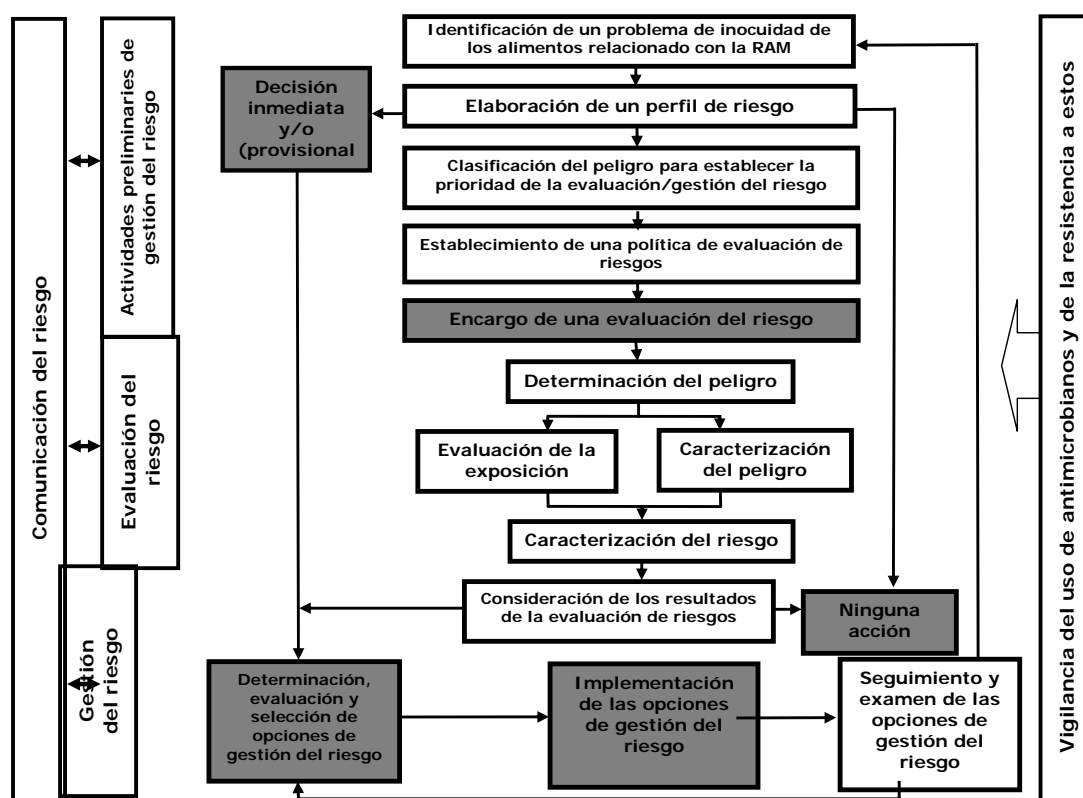 Identificación de un problema de inocuidad de
los alimentos relacionado con la RAM
Decisión
inmediata
y/o
(provisional
Elaboración de un perfil de riesgo
Clasificación del peligro para establecer la
prioridad de la evaluación/gestión del riesgo
Establecimiento de una política de evaluación de
riesgos
Encargo de una evaluación del riesgo
Determinación del peligro
Evaluación de la
exposición
Caracterización
del peligro
Caracterización del riesgo
Consideración de los resultados
de la evaluación de riesgos
Ninguna
acción
Determinación,
evaluación y
selección de
opciones de
gestión del riesgo
Implementación
de las opciones
de gestión del
riesgo
Seguimiento y
examen de las
opciones de
gestión del
riesgo
Comunicación del riesgo
Actividades preliminaries de
gestión del riesgo
Evaluación del
riesgo
Gestión
del riesgo
Vigilancia del uso de antimicrobianos y de la resistencia a estos